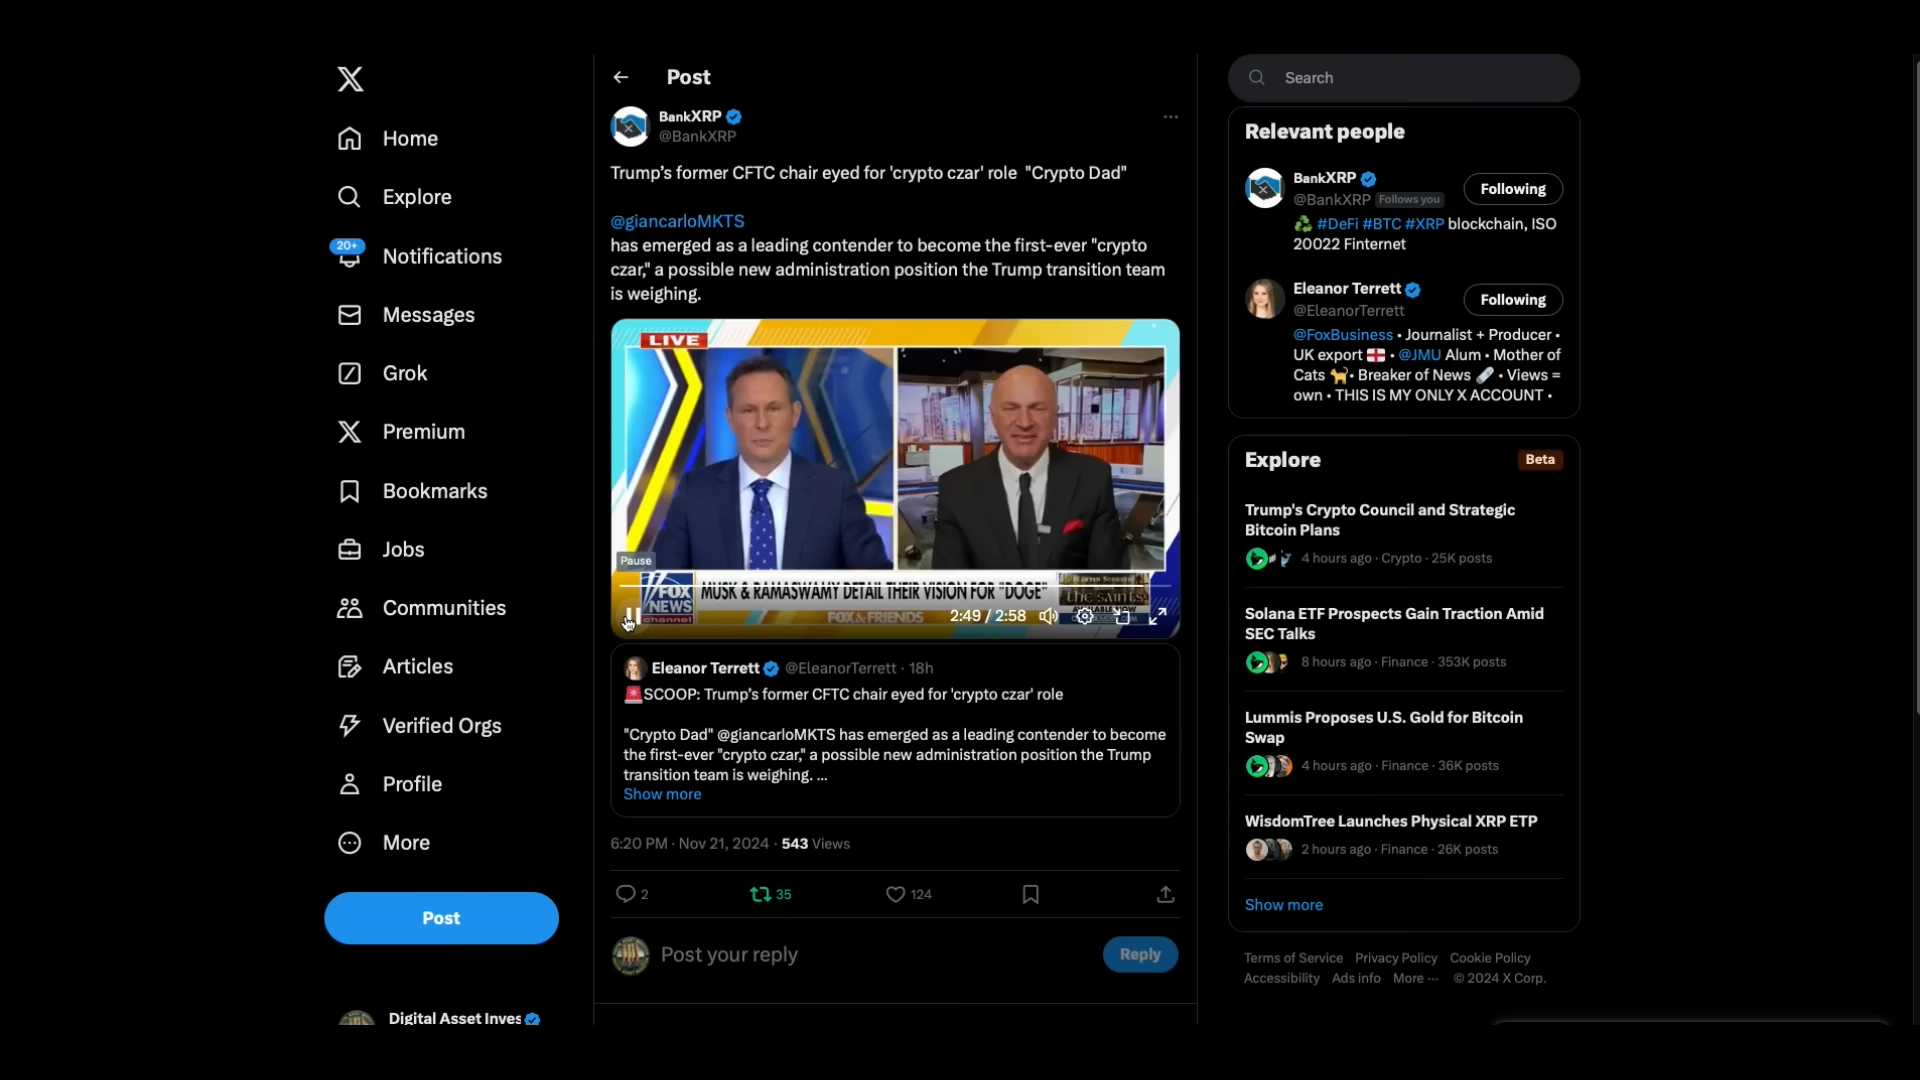 Home
Explore
20+
Notifications
Messages
Grok
Premium
Bookmarks
Jobs
Communities
Articles
Verified Orgs
Profile
More
Post
Digital Asset Inves
Post
BankXRP
@BankXRP
Trump’s former CFTC chair eyed for 'crypto czar' role "Crypto Dad"
@giancarloMKTS
has emerged as a leading contender to become the first-ever "crypto
czar," a possible new administration position the Trump transition team
is weighing.
LIVE
Pause
FOX
NEWS
channel
MUSK & RAMASWAMY DETAIL THEIR VISION FOR "DOGE"
FOX & FRIENDS
THE SAINTS
2:49 / 2:58
Eleanor Terrett @EleanorTerrett · 18h
🚨SCOOP: Trump’s former CFTC chair eyed for 'crypto czar' role
"Crypto Dad" @giancarloMKTS has emerged as a leading contender to become
the first-ever "crypto czar," a possible new administration position the Trump
transition team is weighing. ...
Show more
6:20 PM · Nov 21, 2024 · 543 Views
2 35 124
Post your reply
Reply
Search
Relevant people
BankXRP
@BankXRP Follows you
Following
♻️ #DeFi #BTC #XRP blockchain, ISO
20022 Finternet
Eleanor Terrett
@EleanorTerrett
Following
@FoxBusiness • Journalist + Producer •
UK export 🏴󠁧󠁢󠁥󠁮󠁧󠁿 • @JMU Alum • Mother of
Cats 🐈 • Breaker of News 🗞️ • Views =
own • THIS IS MY ONLY X ACCOUNT •
Explore
Beta
Trump's Crypto Council and Strategic
Bitcoin Plans
4 hours ago · Crypto · 25K posts
Solana ETF Prospects Gain Traction Amid
SEC Talks
8 hours ago · Finance · 353K posts
Lummis Proposes U.S. Gold for Bitcoin
Swap
4 hours ago · Finance · 36K posts
WisdomTree Launches Physical XRP ETP
2 hours ago · Finance · 26K posts
Show more
Terms of Service Privacy Policy Cookie Policy
Accessibility Ads info More ··· © 2024 X Corp.